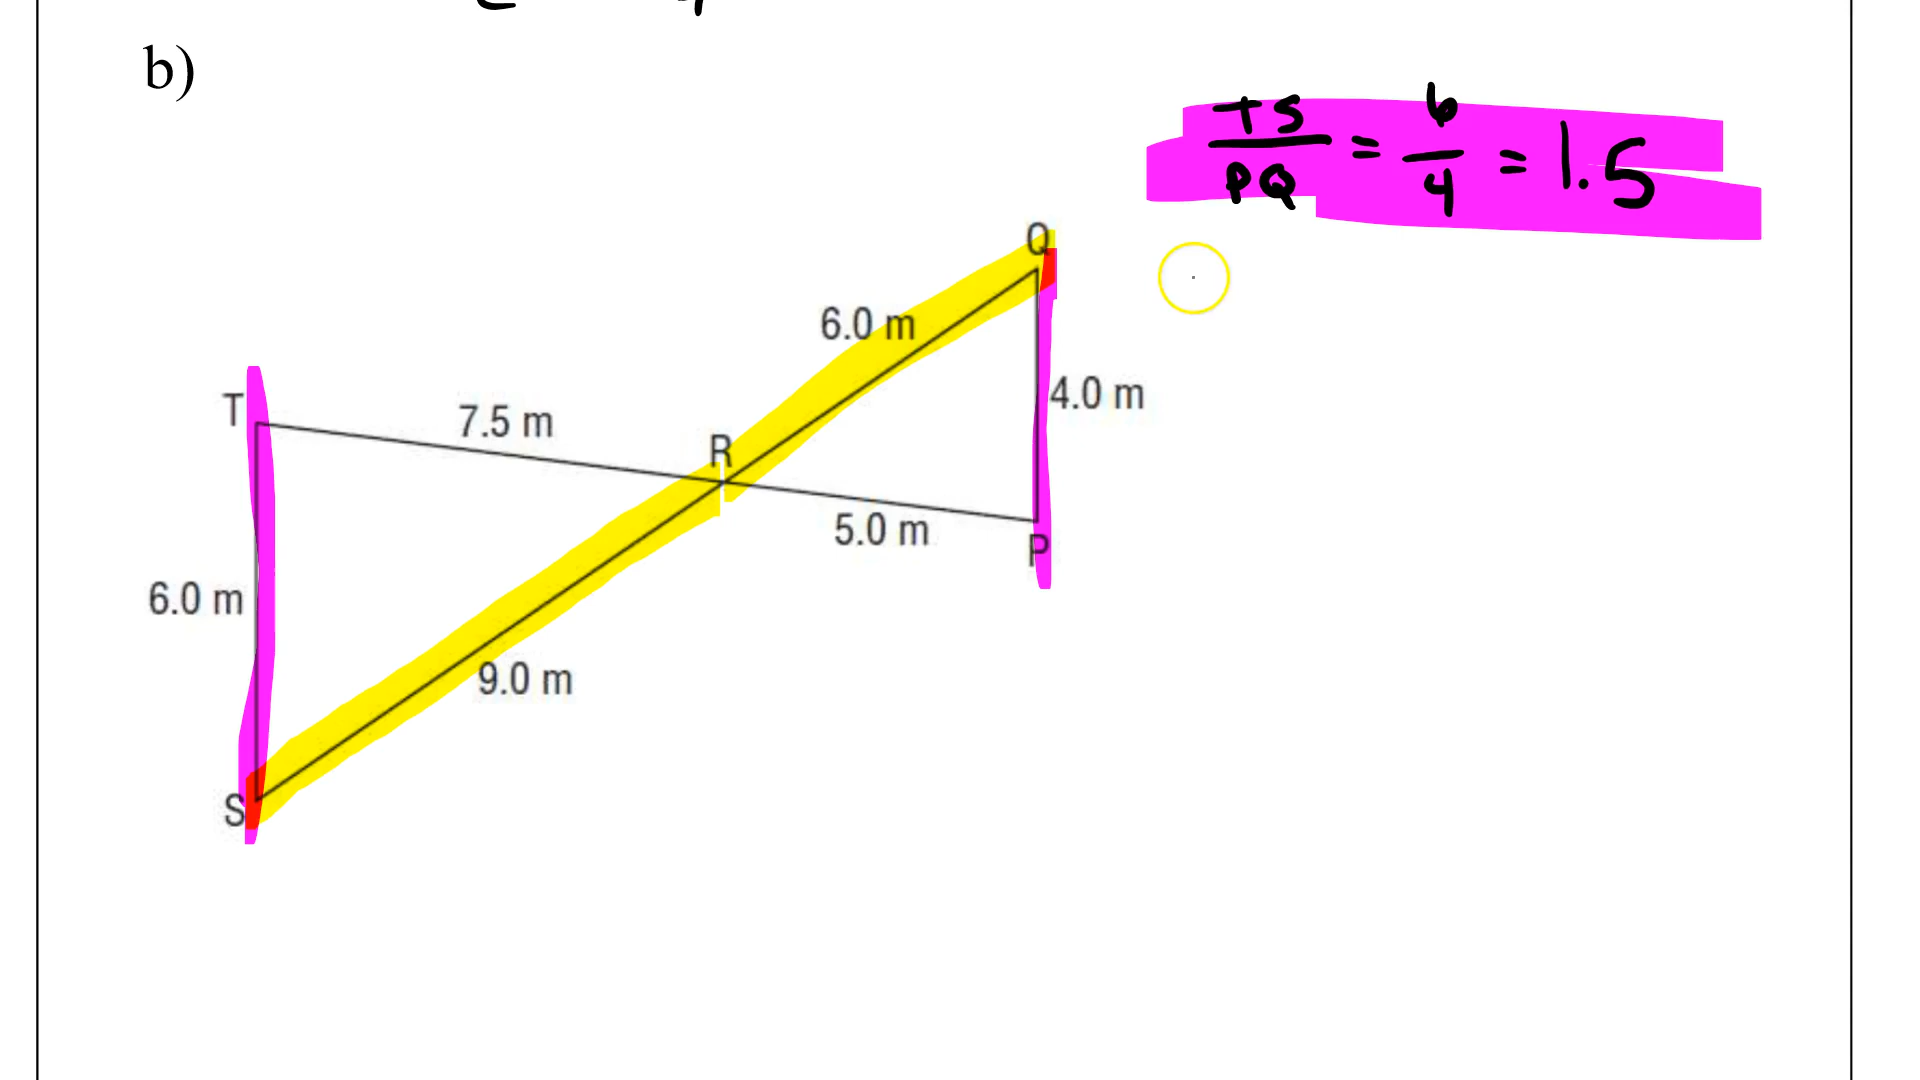 b)
TS/PQ = 6/4 = 1.5
Q
6.0 m
4.0 m
T
7.5 m
R
5.0 m
P
6.0 m
9.0 m
S